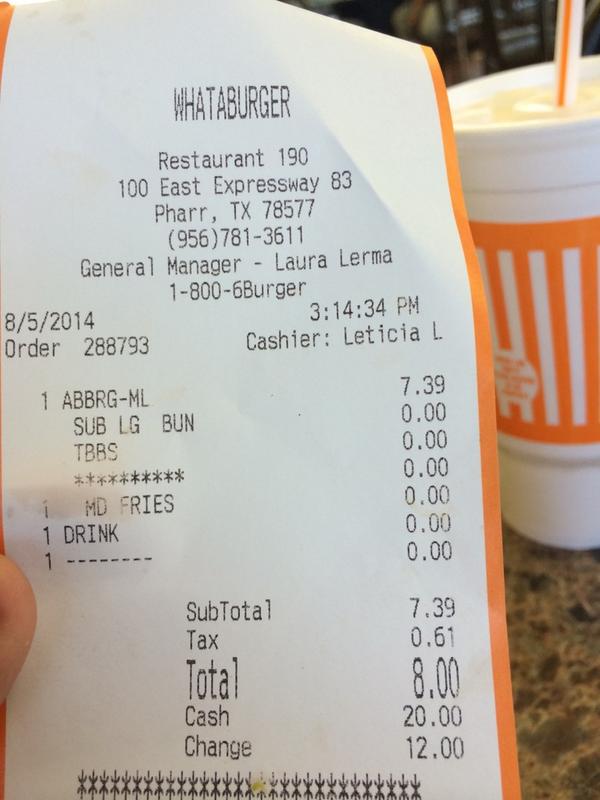 WHATABURGER
Restaurant 190
100 East Expressway 83
Pharr, TX 78577
(956)781-3611
General Manager - Laura Lerma
1-800-6Burger
8/5/2014 3:14:34 PM
Order 288793 Cashier: Leticia L
1 ABBRG-ML 7.39
SUB LG BUN 0.00
TBBS 0.00
********** 0.00
1 MD FRIES 0.00
1 DRINK 0.00
1 -------- 0.00
SubTotal 7.39
Tax 0.61
Total 8.00
Cash 20.00
Change 12.00
******************************